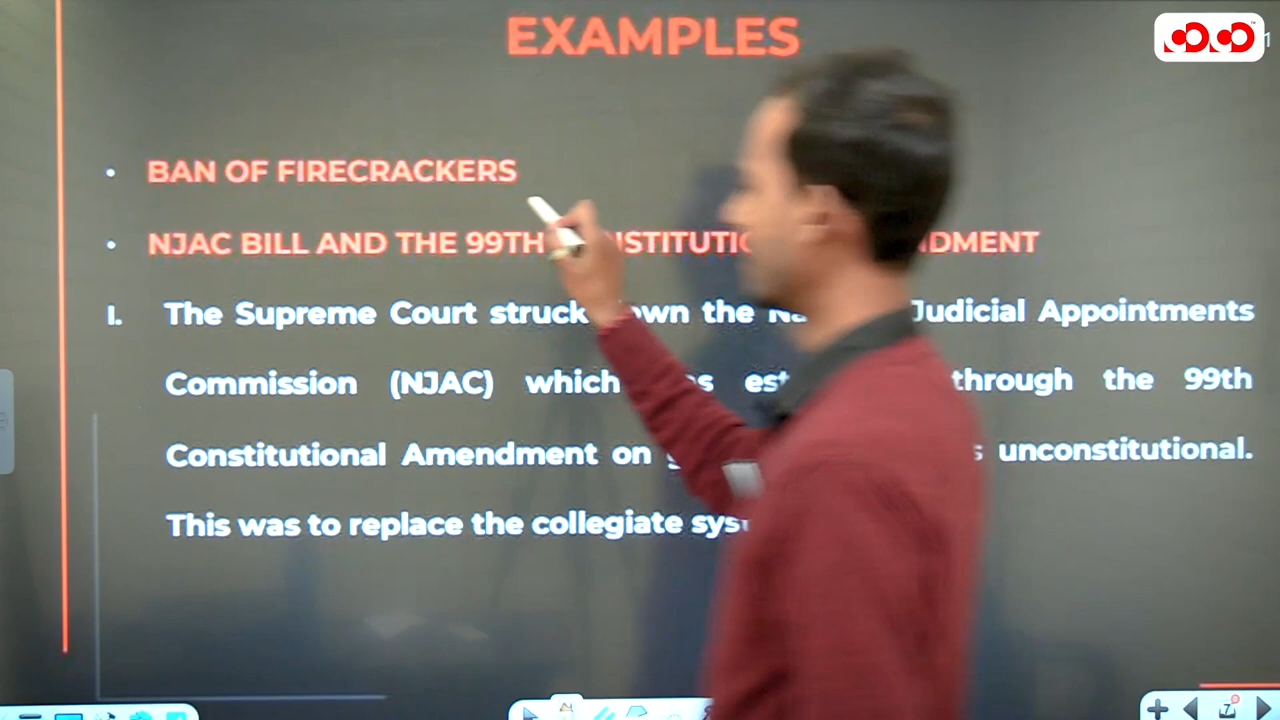 EXAMPLES
• BAN OF FIRECRACKERS
• NJAC BILL AND THE 99TH
I. The Supreme Court struck the Judicial Appointments
Commission (NJAC) which through the 99th
Constitutional Amendment on unconstitutional.
This was to replace the collegiate